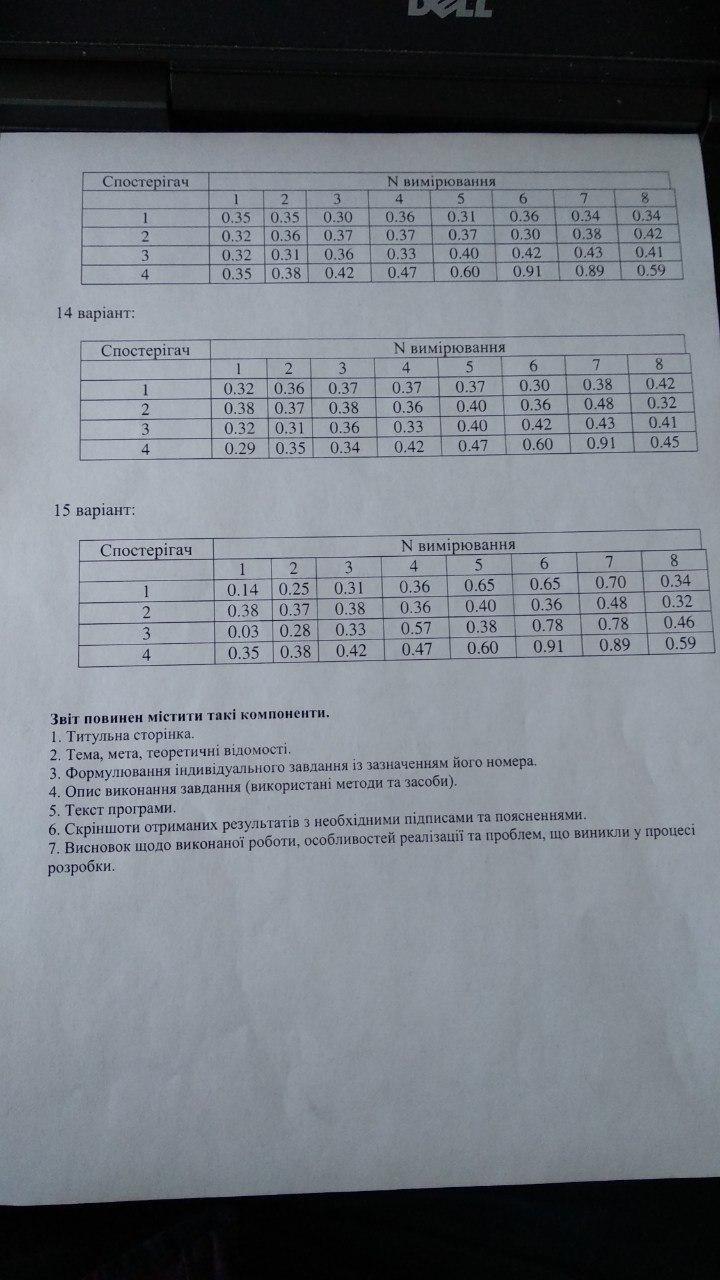 DELL
Спостерігач N вимірювання
1 2 3 4 5 6 7 8
1 0.35 0.35 0.30 0.36 0.31 0.36 0.34 0.34
2 0.32 0.36 0.37 0.37 0.37 0.30 0.38 0.42
3 0.32 0.31 0.36 0.33 0.40 0.42 0.43 0.41
4 0.35 0.38 0.42 0.47 0.60 0.91 0.89 0.59
14 варіант:
Спостерігач N вимірювання
1 2 3 4 5 6 7 8
1 0.32 0.36 0.37 0.37 0.37 0.30 0.38 0.42
2 0.38 0.37 0.38 0.36 0.40 0.36 0.48 0.32
3 0.32 0.31 0.36 0.33 0.40 0.42 0.43 0.41
4 0.29 0.35 0.34 0.42 0.47 0.60 0.91 0.45
15 варіант:
Спостерігач N вимірювання
1 2 3 4 5 6 7 8
1 0.14 0.25 0.31 0.36 0.65 0.65 0.70 0.34
2 0.38 0.37 0.38 0.36 0.40 0.36 0.48 0.32
3 0.03 0.28 0.33 0.57 0.38 0.78 0.78 0.46
4 0.35 0.38 0.42 0.47 0.60 0.91 0.89 0.59
Звіт повинен містити такі компоненти.
1. Титульна сторінка.
2. Тема, мета, теоретичні відомості.
3. Формулювання індивідуального завдання із зазначенням його номера.
4. Опис виконання завдання (використані методи та засоби).
5. Текст програми.
6. Скріншоти отриманих результатів з необхідними підписами та поясненнями.
7. Висновок щодо виконаної роботи, особливостей реалізації та проблем, що виникли у процесі
розробки.